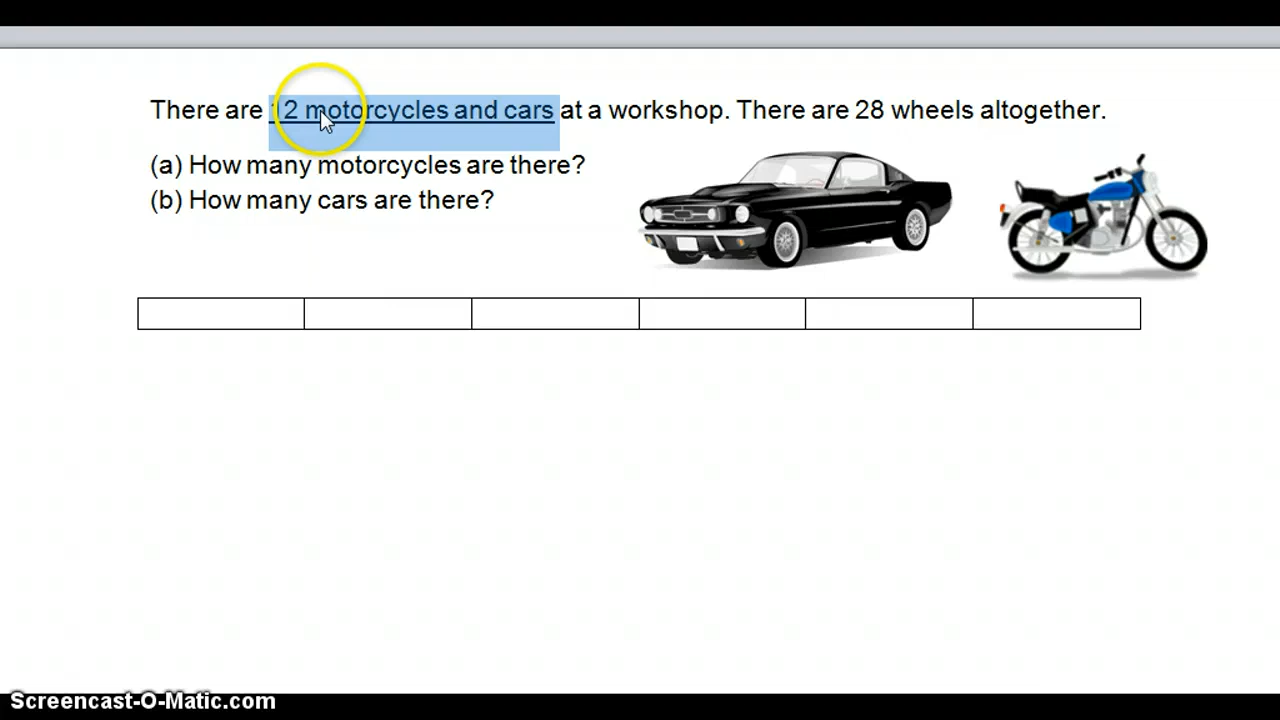 There are 12 motorcycles and cars at a workshop. There are 28 wheels altogether.
(a) How many motorcycles are there?
(b) How many cars are there?
Screencast-O-Matic.com